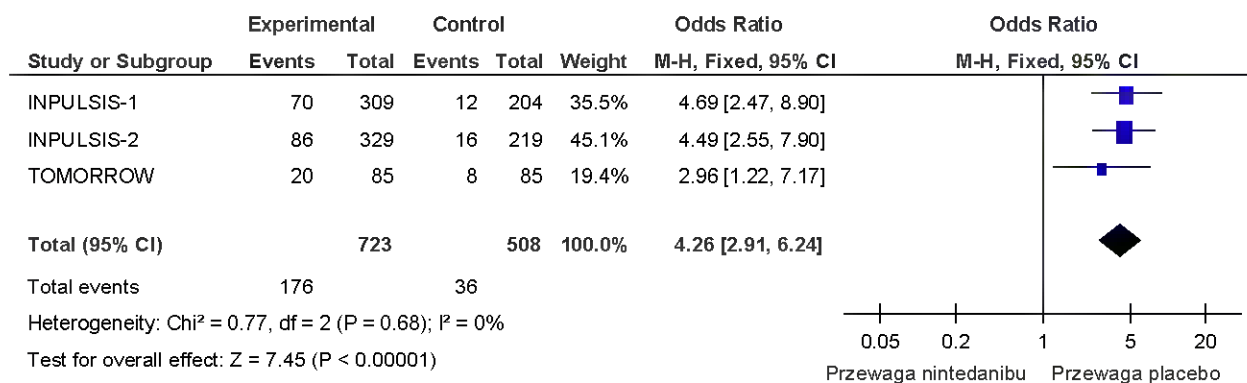 Experimental Control Odds Ratio Odds Ratio
Study or Subgroup Events Total Events Total Weight M-H, Fixed, 95% CI M-H, Fixed, 95% CI
INPULSIS-1 70 309 12 204 35.5% 4.69 [2.47, 8.90]
INPULSIS-2 86 329 16 219 45.1% 4.49 [2.55, 7.90]
TOMORROW 20 85 8 85 19.4% 2.96 [1.22, 7.17]
Total (95% CI) 723 508 100.0% 4.26 [2.91, 6.24]
Total events 176 36
Heterogeneity: Chi² = 0.77, df = 2 (P = 0.68); I² = 0%
Test for overall effect: Z = 7.45 (P < 0.00001)
0.05 0.2 1 5 20
Przewaga nintedanibu Przewaga placebo